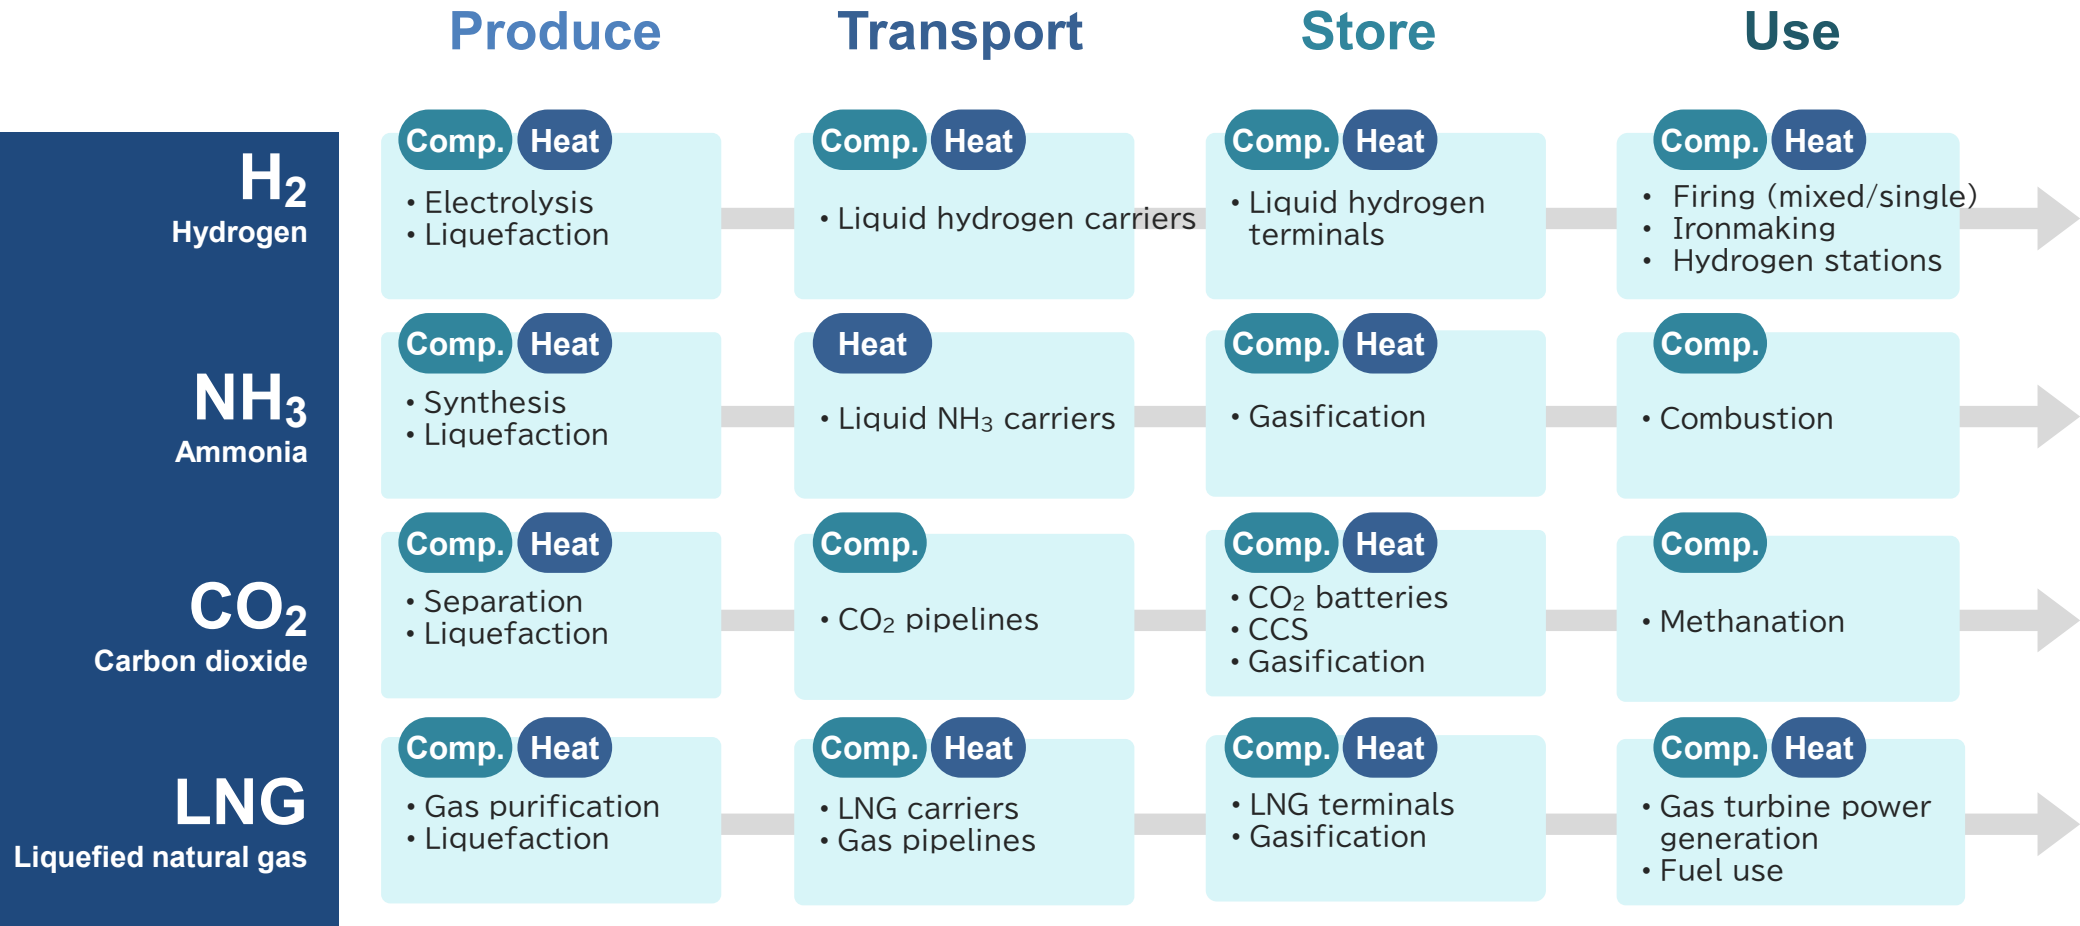 Produce Transport Store Use
H₂
Hydrogen
Comp. Heat
・Electrolysis
・Liquefaction
Comp. Heat
・Liquid hydrogen carriers
Comp. Heat
・Liquid hydrogen
terminals
Comp. Heat
• Firing (mixed/single)
• Ironmaking
• Hydrogen stations
NH₃
Ammonia
Comp. Heat
・Synthesis
・Liquefaction
Heat
・Liquid NH₃ carriers
Comp. Heat
・Gasification
Comp.
・Combustion
CO₂
Carbon dioxide
Comp. Heat
・Separation
・Liquefaction
Comp.
・CO₂ pipelines
Comp. Heat
・CO₂ batteries
・CCS
・Gasification
Comp.
・Methanation
LNG
Liquefied natural gas
Comp. Heat
・Gas purification
・Liquefaction
Comp. Heat
・LNG carriers
・Gas pipelines
Comp. Heat
・LNG terminals
・Gasification
Comp. Heat
・Gas turbine power
generation
・Fuel use